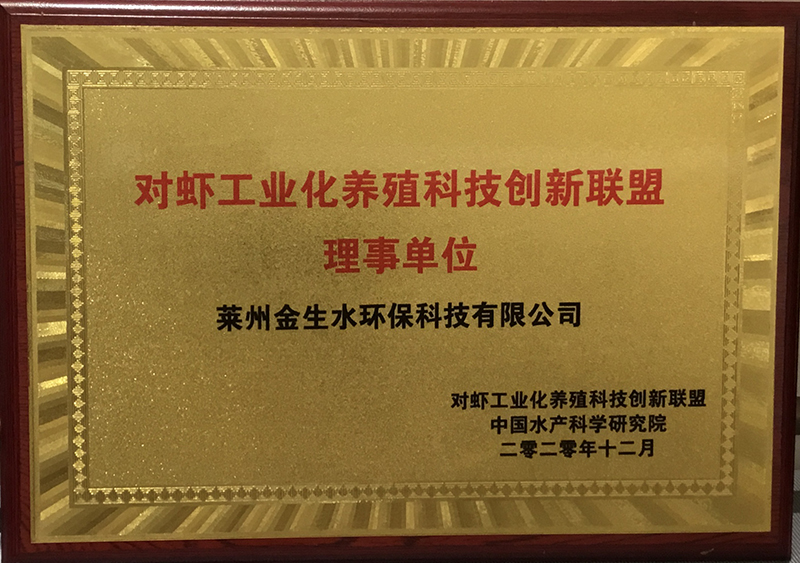 对虾工业化养殖科技创新联盟
理事单位
莱州金生水环保科技有限公司
对虾工业化养殖科技创新联盟
中国水产科学研究院
二零二零年十二月